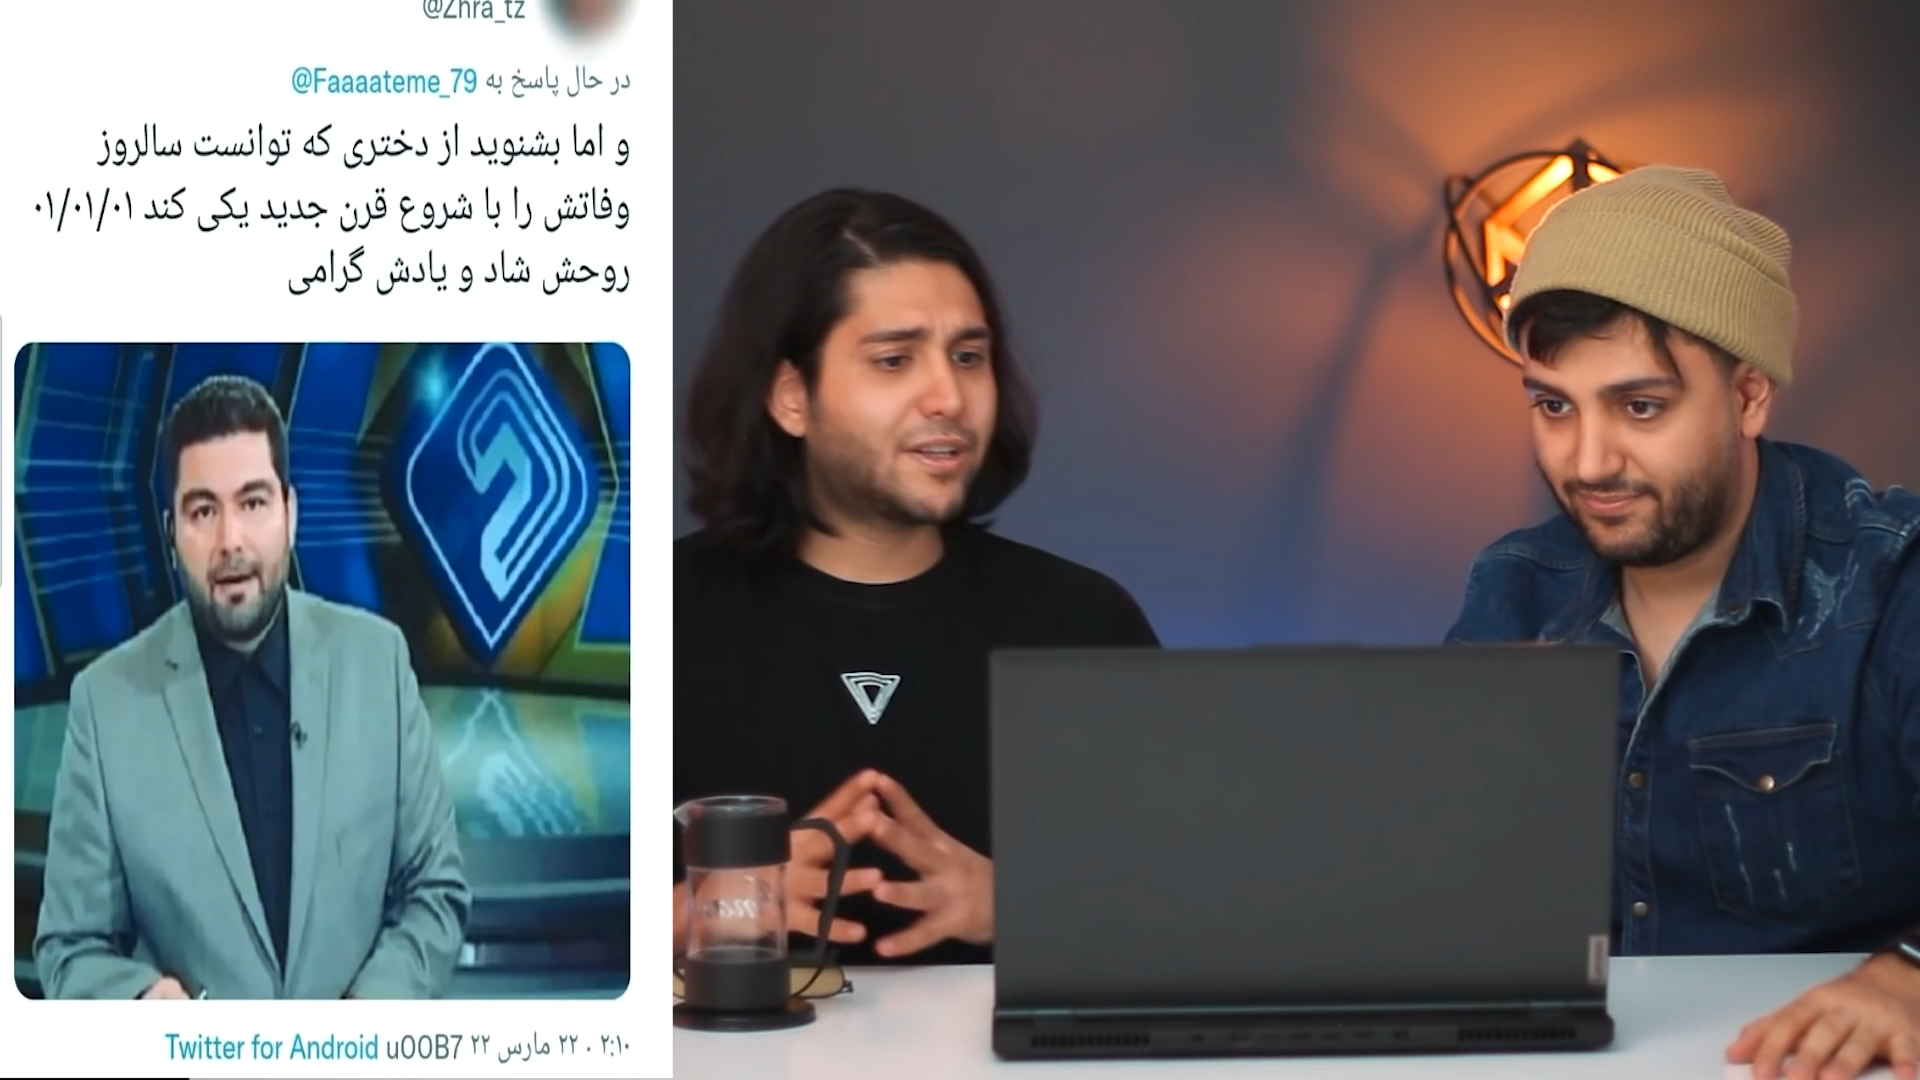 @Zhra_tz
در حال پاسخ به @Faaaateme_79
و اما بشنوید از دختری که توانست سالروز
وفاتش را با شروع قرن جدید یکی کند ۰۱/۰۱/۰۱
روحش شاد و یادش گرامی
2
۲:۱۰ · ۲۲ مارس ۲۲ u00B7 Twitter for Android